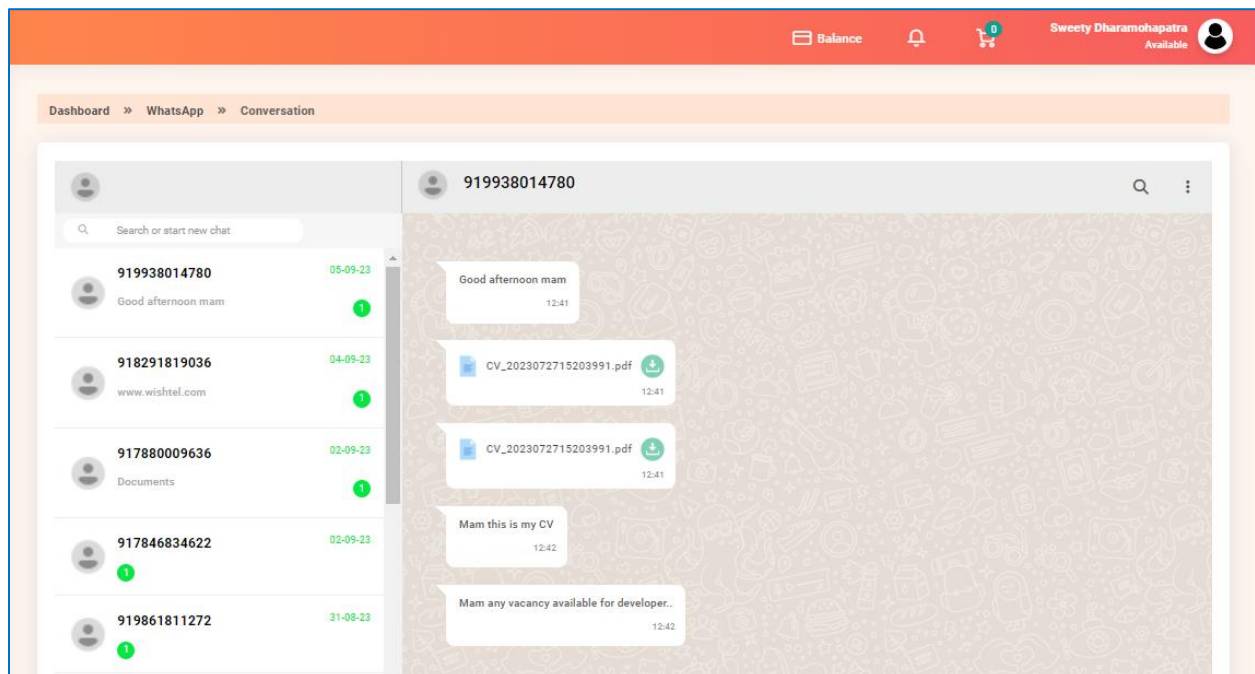 Balance
0
Sweety Dharamohapatra
Available
Dashboard » WhatsApp » Conversation
919938014780
Search or start new chat
919938014780
05-09-23
Good afternoon mam
1
918291819036
04-09-23
www.wishtel.com
1
917880009636
02-09-23
Documents
1
917846834622
02-09-23
1
919861811272
31-08-23
1
Good afternoon mam
12:41
CV_2023072715203991.pdf
12:41
CV_2023072715203991.pdf
12:41
Mam this is my CV
12:42
Mam any vacancy available for developer..
12:42